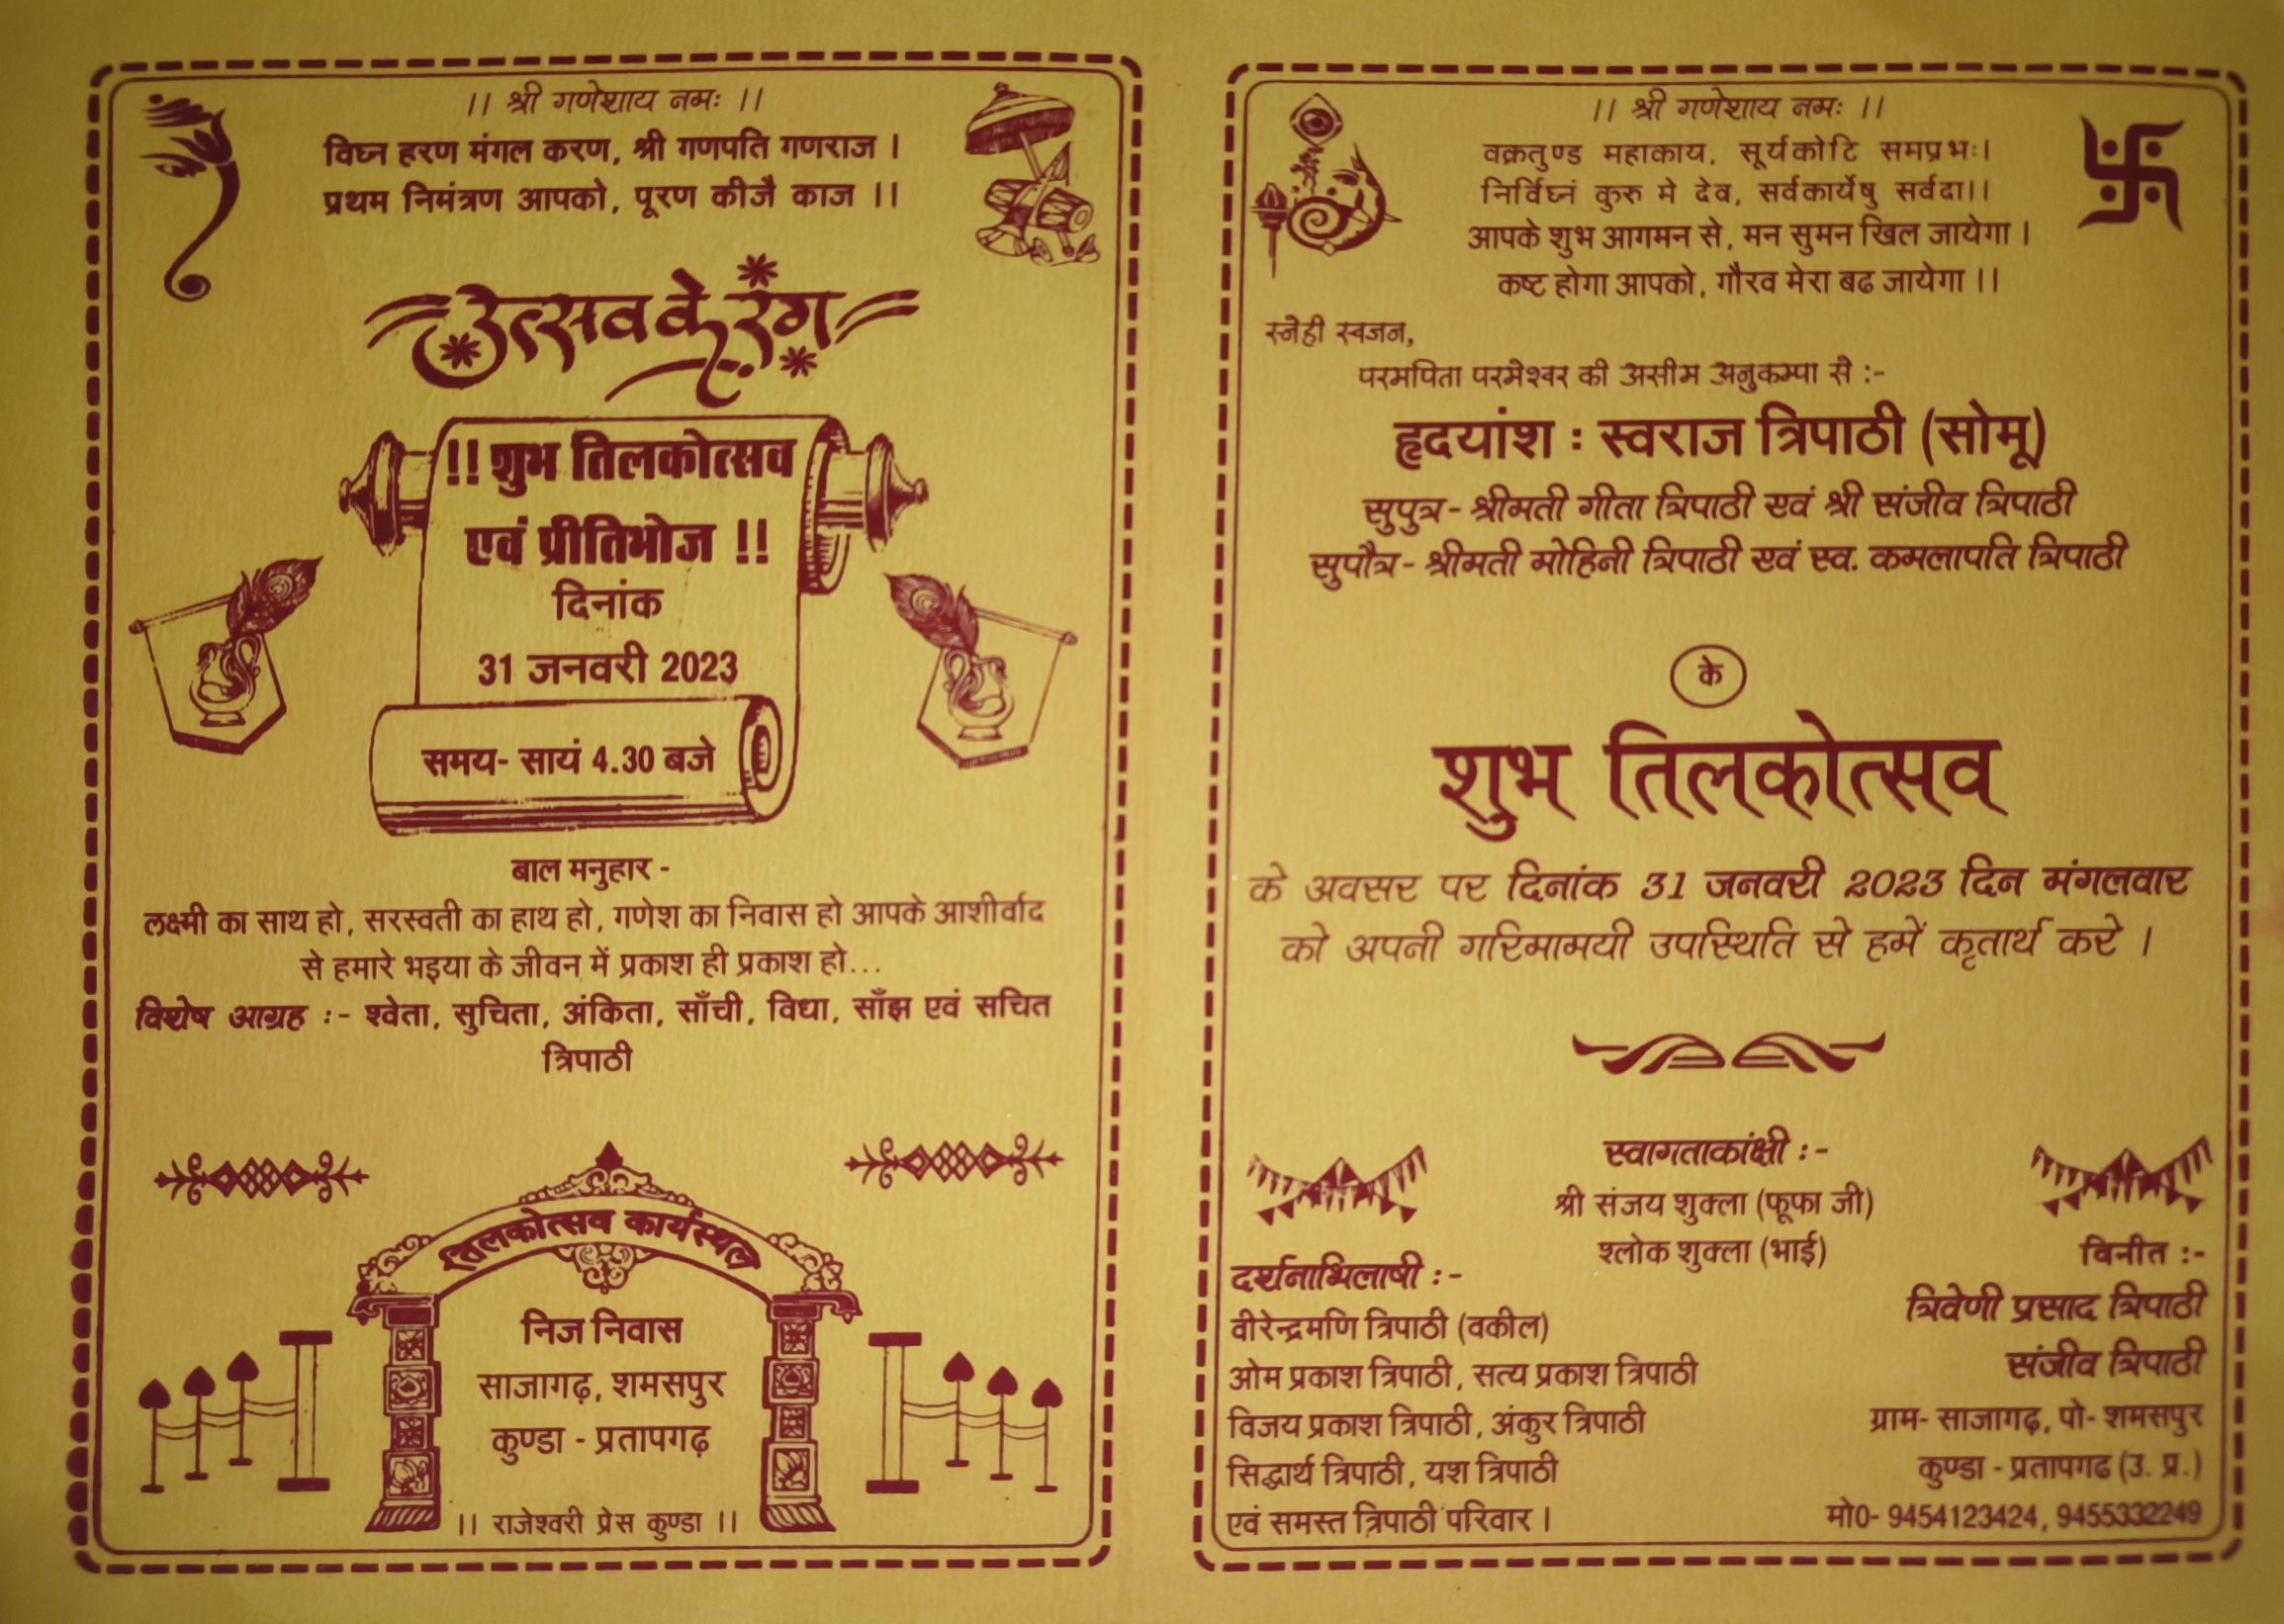 ।। श्री गणेशाय नमः ।।
विघ्न हरण मंगल करण, श्री गणपति गणराज ।
प्रथम निमंत्रण आपको, पूरण कीजै काज ।।
उत्सव के रंग
!! शुभ तिलकोत्सव
एवं प्रीतिभोज !!
दिनांक
31 जनवरी 2023
समय- सायं 4.30 बजे
बाल मनुहार -
लक्ष्मी का साथ हो, सरस्वती का हाथ हो, गणेश का निवास हो आपके आशीर्वाद
से हमारे भइया के जीवन में प्रकाश ही प्रकाश हो...
विशेष आग्रह :- श्वेता, सुचिता, अंकिता, साँची, विधा, साँझ एवं सचित
त्रिपाठी
तिलकोत्सव कार्यस्थल
निज निवास
साजागढ़, शमसपुर
कुण्डा - प्रतापगढ़
।। राजेश्वरी प्रेस कुण्डा ।।
।। श्री गणेशाय नमः ।।
वक्रतुण्ड महाकाय, सूर्यकोटि समप्रभः।
निर्विघ्नं कुरु मे देव, सर्वकार्येषु सर्वदा।।
आपके शुभ आगमन से, मन सुमन खिल जायेगा ।
कष्ट होगा आपको, गौरव मेरा बढ जायेगा ।।
स्नेही स्वजन,
परमपिता परमेश्वर की असीम अनुकम्पा से :-
हृदयांश : स्वराज त्रिपाठी (सोमू)
सुपुत्र- श्रीमती गीता त्रिपाठी एवं श्री संजीव त्रिपाठी
सुपौत्र- श्रीमती मोहिनी त्रिपाठी एवं स्व. कमलापति त्रिपाठी
के
शुभ तिलकोत्सव
के अवसर पर दिनांक 31 जनवरी 2023 दिन मंगलवार
को अपनी गरिमामयी उपस्थिति से हमें कृतार्थ करे ।
स्वागताकांक्षी :-
श्री संजय शुक्ला (फूफा जी)
श्लोक शुक्ला (भाई)
दर्शनाभिलाषी :-
वीरेन्द्रमणि त्रिपाठी (वकील)
ओम प्रकाश त्रिपाठी, सत्य प्रकाश त्रिपाठी
विजय प्रकाश त्रिपाठी, अंकुर त्रिपाठी
सिद्धार्थ त्रिपाठी, यश त्रिपाठी
एवं समस्त त्रिपाठी परिवार ।
विनीत :-
त्रिवेणी प्रसाद त्रिपाठी
संजीव त्रिपाठी
ग्राम- साजागढ़, पो- शमसपुर
कुण्डा - प्रतापगढ (उ. प्र.)
मो0- 9454123424, 9455332249